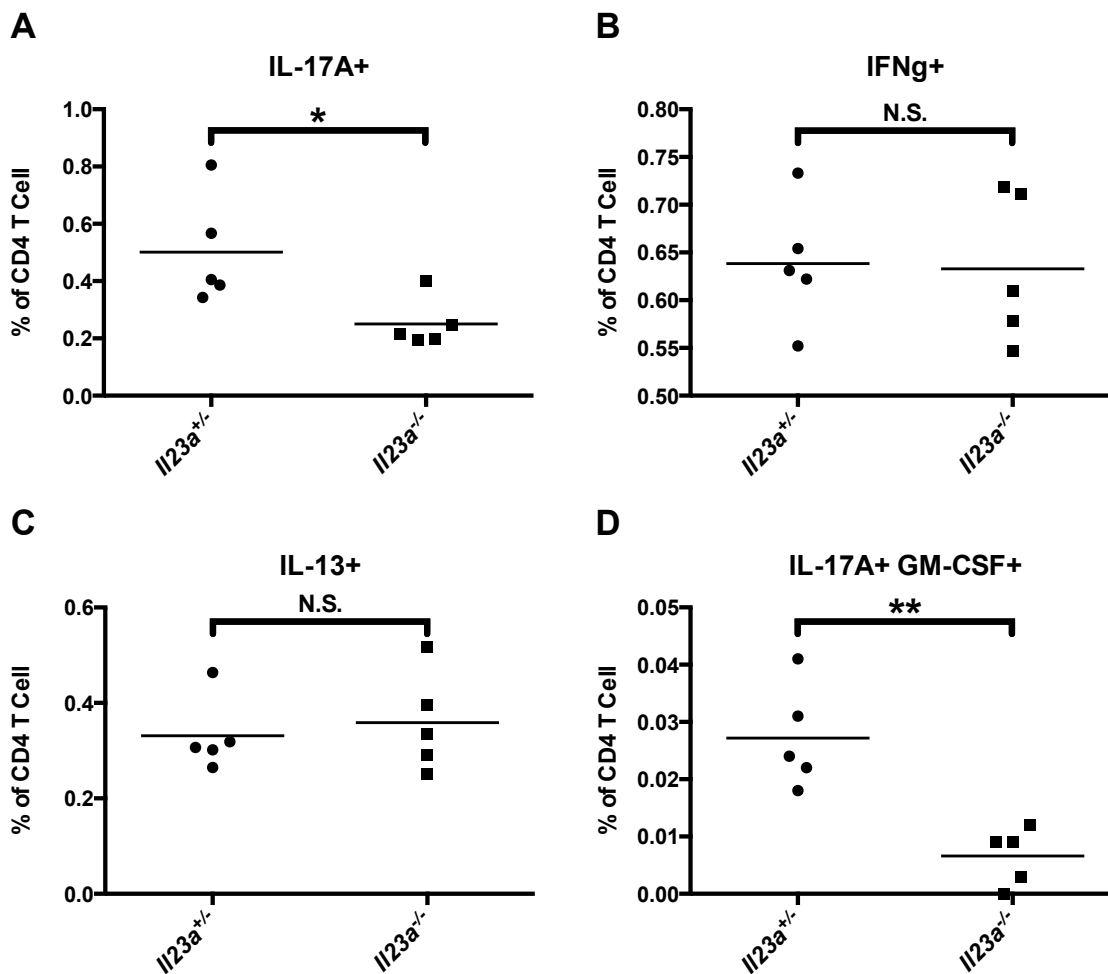 A
IL-17A+
*
% of CD4 T Cell
1.0
0.8
0.6
0.4
0.2
0.0
Il23a+/-
Il23a-/-
B
IFNg+
N.S.
% of CD4 T Cell
0.80
0.75
0.70
0.65
0.60
0.55
0.50
Il23a+/-
Il23a-/-
C
IL-13+
N.S.
% of CD4 T Cell
0.6
0.4
0.2
0.0
Il23a+/-
Il23a-/-
D
IL-17A+ GM-CSF+
**
% of CD4 T Cell
0.05
0.04
0.03
0.02
0.01
0.00
Il23a+/-
Il23a-/-